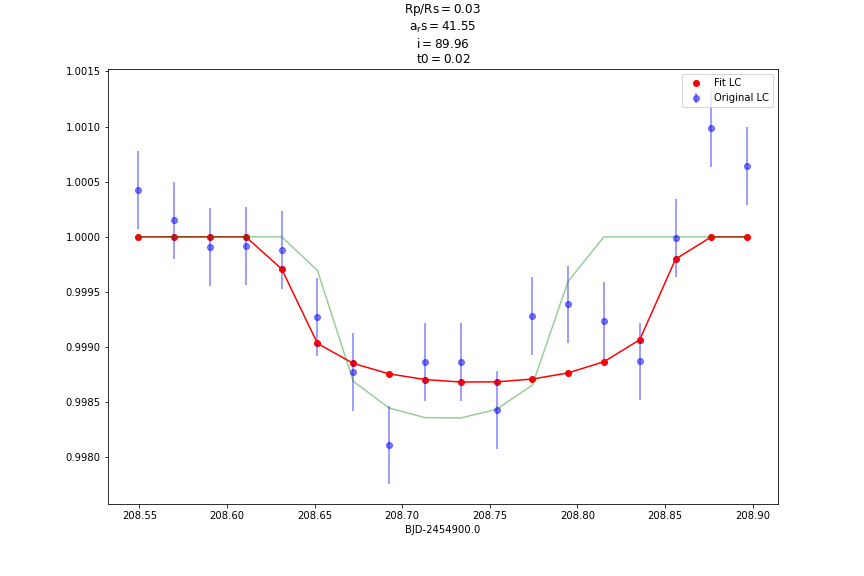 Rp/Rs = 0.03
a_rs = 41.55
i = 89.96
t0 = 0.02
1.0015
1.0010
1.0005
1.0000
0.9995
0.9990
0.9985
0.9980
Fit LC
Original LC
208.55 208.60 208.65 208.70 208.75 208.80 208.85 208.90
BJD-2454900.0